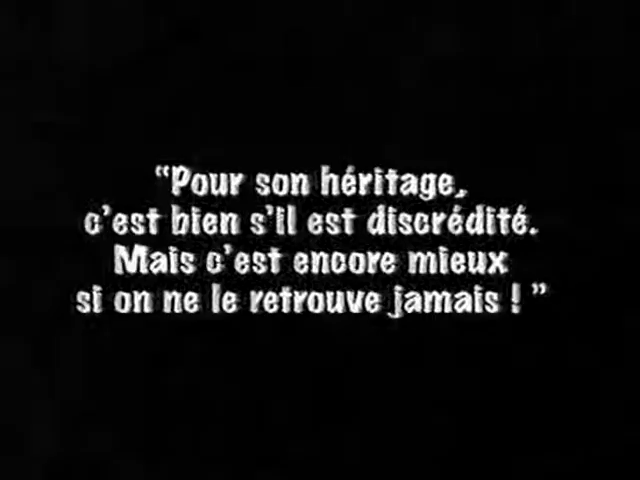 “Pour son héritage,
c’est bien s’il est discrédité.
Mais c’est encore mieux
si on ne le retrouve jamais ! ”